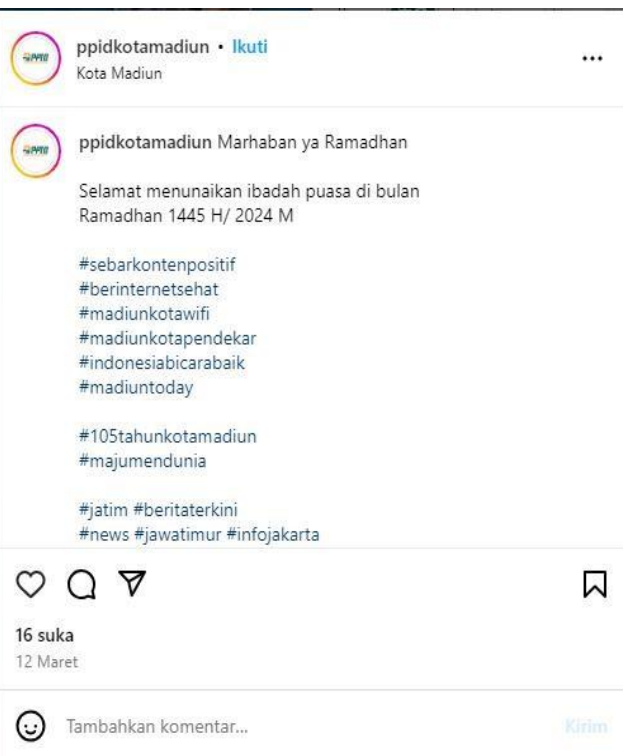 ppidkotamadiun • Ikuti
Kota Madiun
ppidkotamadiun Marhaban ya Ramadhan
Selamat menunaikan ibadah puasa di bulan
Ramadhan 1445 H/ 2024 M
#sebarkontenpositif
#berinternetsehat
#madiunkotawifi
#madiunkotapendekar
#indonesiabicarabaik
#madiuntoday
#105tahunkotamadiun
#majumendunia
#jatim #beritaterkini
#news #jawatimur #infojakarta
16 suka
12 Maret
Tambahkan komentar...
Kirim